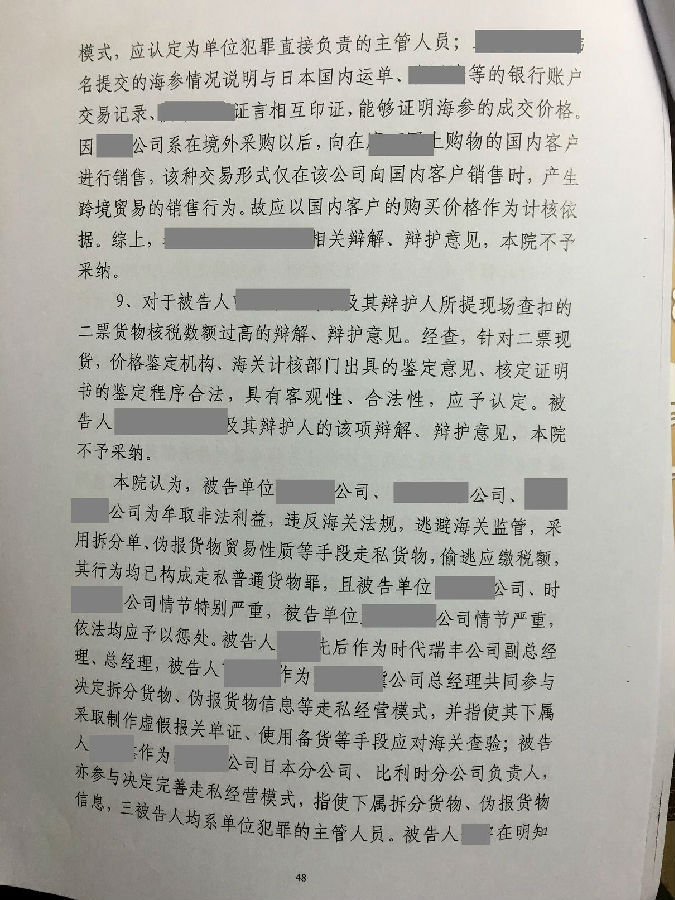 模式，应认定为单位犯罪直接负责的主管人员；
名提交的海参情况说明与日本国内运单、等的银行账户
交易记录、证言相互印证，能够证明海参的成交价格。
因公司系在境外采购以后，向在上购物的国内客户
进行销售，该种交易形式仅在该公司向国内客户销售时，产生
跨境贸易的销售行为。故应以国内客户的购买价格作为计核依
据。综上，相关辩解、辩护意见，本院不予
采纳。
9、对于被告人及其辩护人所提现场查扣的
二票货物核税数额过高的辩解、辩护意见。经查，针对二票现
货，价格鉴定机构、海关计核部门出具的鉴定意见、核定证明
书的鉴定程序合法，具有客观性、合法性，应予认定。被
告人及其辩护人的该项辩解、辩护意见，本院
不予采纳。
本院认为，被告单位公司、公司、
公司为牟取非法利益，违反海关法规，逃避海关监管，采
用拆分单、伪报货物贸易性质等手段走私货物，偷逃应缴税额，
其行为均已构成走私普通货物罪，且被告单位公司、时
公司情节特别严重，被告单位公司情节严重，
依法均应予以惩处。被告人先后作为时代瑞丰公司副总经
理、总经理，被告人作为公司总经理共同参与
决定拆分货物、伪报货物信息等走私经营模式，并指使其下属
采取制作虚假报关单证、使用备货等手段应对海关查验；被告
人作为公司日本分公司、比利时分公司负责人，
亦参与决定完善走私经营模式，指使下属拆分货物、伪报货物
信息，三被告人均系单位犯罪的主管人员。被告人在明知
48